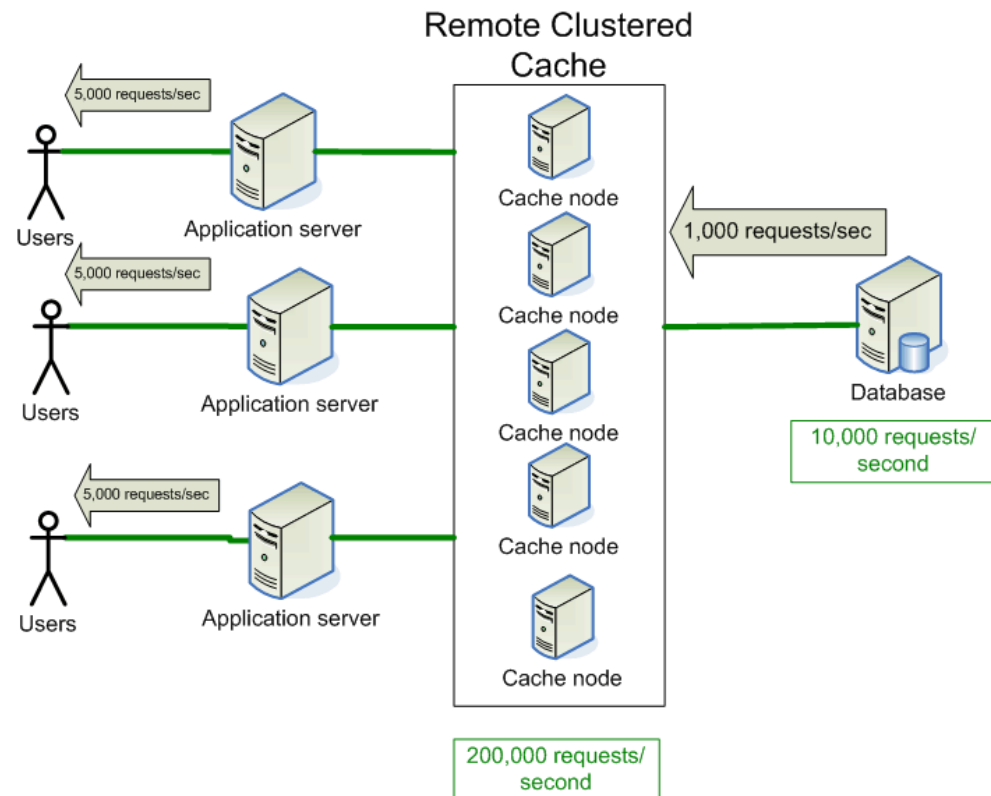 Remote Clustered
Cache
5,000 requests/sec
Users
Application server
5,000 requests/sec
Users
Application server
5,000 requests/sec
Users
Application server
Cache node
Cache node
Cache node
Cache node
Cache node
200,000 requests/
second
1,000 requests/sec
Database
10,000 requests/
second